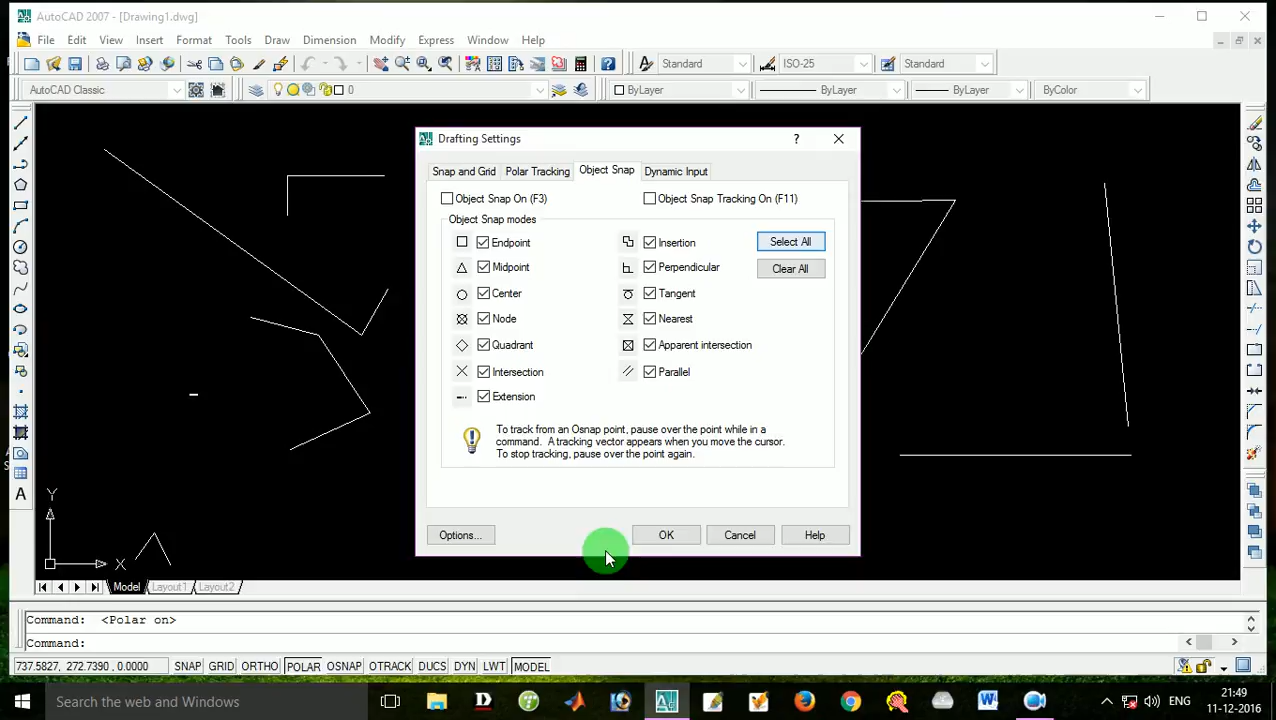 AutoCAD 2007 - [Drawing1.dwg]
File Edit View Insert Format Tools Draw Dimension Modify Express Window Help
Standard ISO-25 Standard
AutoCAD Classic 0 ByLayer ByLayer ByLayer ByColor
Drafting Settings ?
Snap and Grid Polar Tracking Object Snap Dynamic Input
Object Snap On (F3) Object Snap Tracking On (F11)
Object Snap modes
Endpoint Insertion Select All
Midpoint Perpendicular Clear All
Center Tangent
Node Nearest
Quadrant Apparent intersection
Intersection Parallel
Extension
To track from an Osnap point, pause over the point while in a
command. A tracking vector appears when you move the cursor.
To stop tracking, pause over the point again.
Options... OK Cancel Help
A
Y
X
Model Layout1 Layout2
Command: <Polar on>
Command:
737.5827, 272.7390, 0.0000 SNAP GRID ORTHO POLAR OSNAP OTRACK DUCS DYN LWT MODEL
Search the web and Windows ENG 21:49
11-12-2016